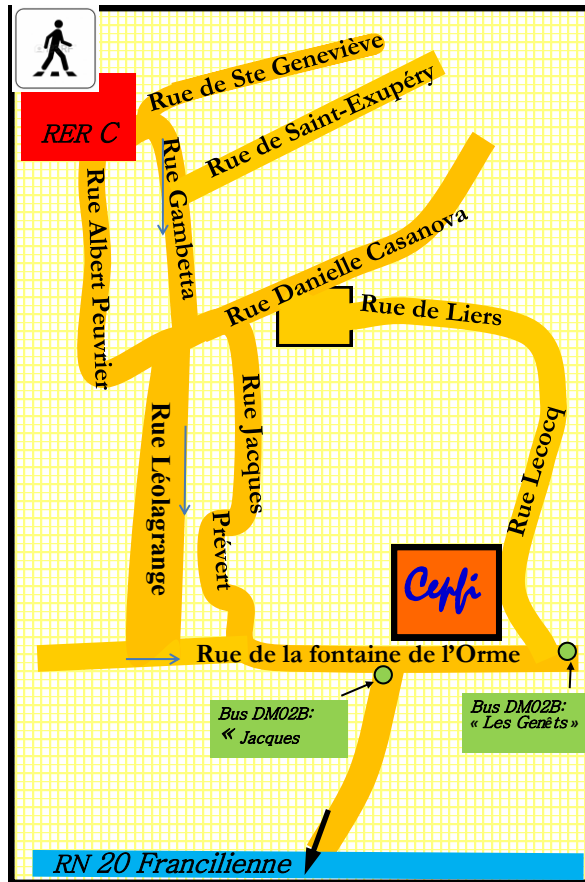 Rue de Ste Geneviève
RER C
Rue de Saint-Exupéry
Rue Gambetta
Rue Albert Peuvrier
Rue Danielle Casanova
Rue de Liers
Rue Jacques
Prévert
Rue Léolagrange
Rue Lecocq
Cepfi
Rue de la fontaine de l’Orme
Bus DM02B:
« Jacques
Bus DM02B:
« Les Genêts »
RN 20 Francilienne